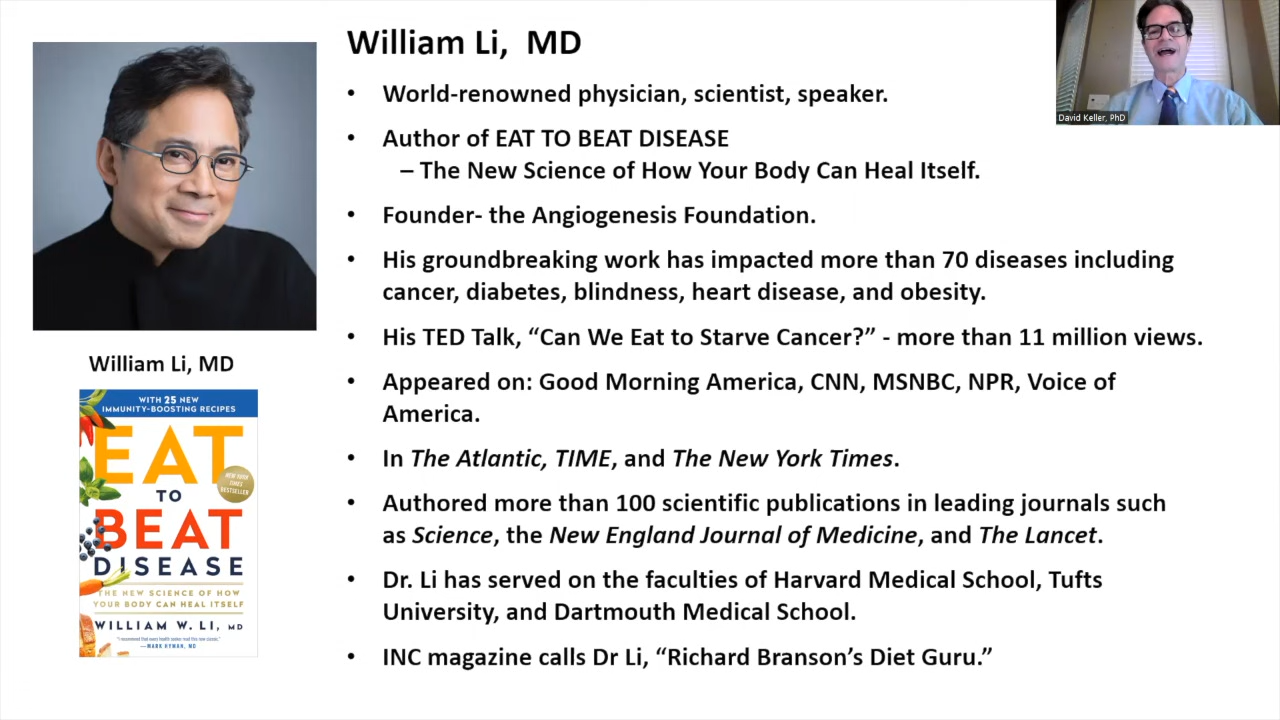 William Li,  MD
David Keller, PhD
• World-renowned physician, scientist, speaker.
• Author of EAT TO BEAT DISEASE
– The New Science of How Your Body Can Heal Itself.
• Founder- the Angiogenesis Foundation.
• His groundbreaking work has impacted more than 70 diseases including
cancer, diabetes, blindness, heart disease, and obesity.
• His TED Talk, “Can We Eat to Starve Cancer?” - more than 11 million views.
• Appeared on: Good Morning America, CNN, MSNBC, NPR, Voice of
America.
• In The Atlantic, TIME, and The New York Times.
• Authored more than 100 scientific publications in leading journals such
as Science, the New England Journal of Medicine, and The Lancet.
• Dr. Li has served on the faculties of Harvard Medical School, Tufts
University, and Dartmouth Medical School.
• INC magazine calls Dr Li, “Richard Branson’s Diet Guru.”
William Li, MD
WITH 25 NEW
IMMUNITY-BOOSTING RECIPES
EAT
TO
BEAT
DISEASE
NEW YORK
TIMES
BESTSELLER
THE NEW SCIENCE OF HOW
YOUR BODY CAN HEAL ITSELF
WILLIAM W. LI, MD
—MARK HYMAN, MD